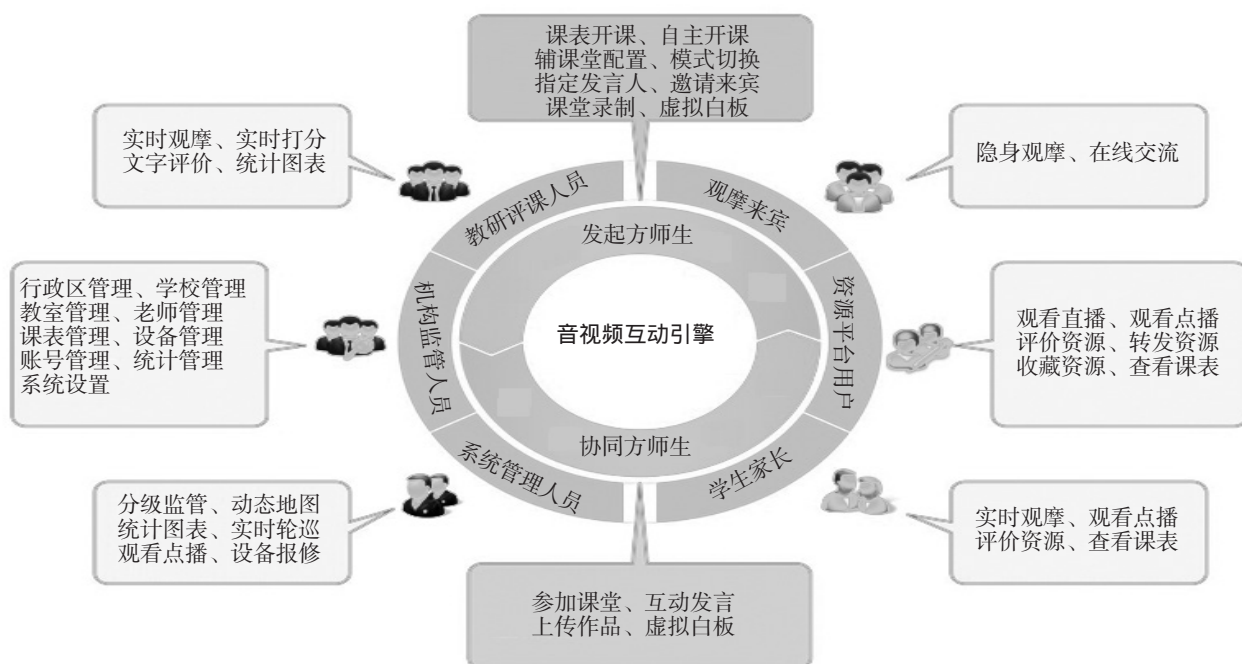 课表开课、自主开课
辅课堂配置、模式切换
指定发言人、邀请来宾
课堂录制、虚拟白板
实时观摩、实时打分
文字评价、统计图表
隐身观摩、在线交流
教研评课人员
观摩来宾
发起方师生
行政区管理、学校管理
教室管理、老师管理
课表管理、设备管理
账号管理、统计管理
系统设置
机构监管人员
音视频互动引擎
资源平台用户
观看直播、观看点播
评价资源、转发资源
收藏资源、查看课表
协同方师生
系统管理人员
学生家长
分级监管、动态地图
统计图表、实时轮巡
观看点播、设备报修
实时观摩、观看点播
评价资源、查看课表
参加课堂、互动发言
上传作品、虚拟白板